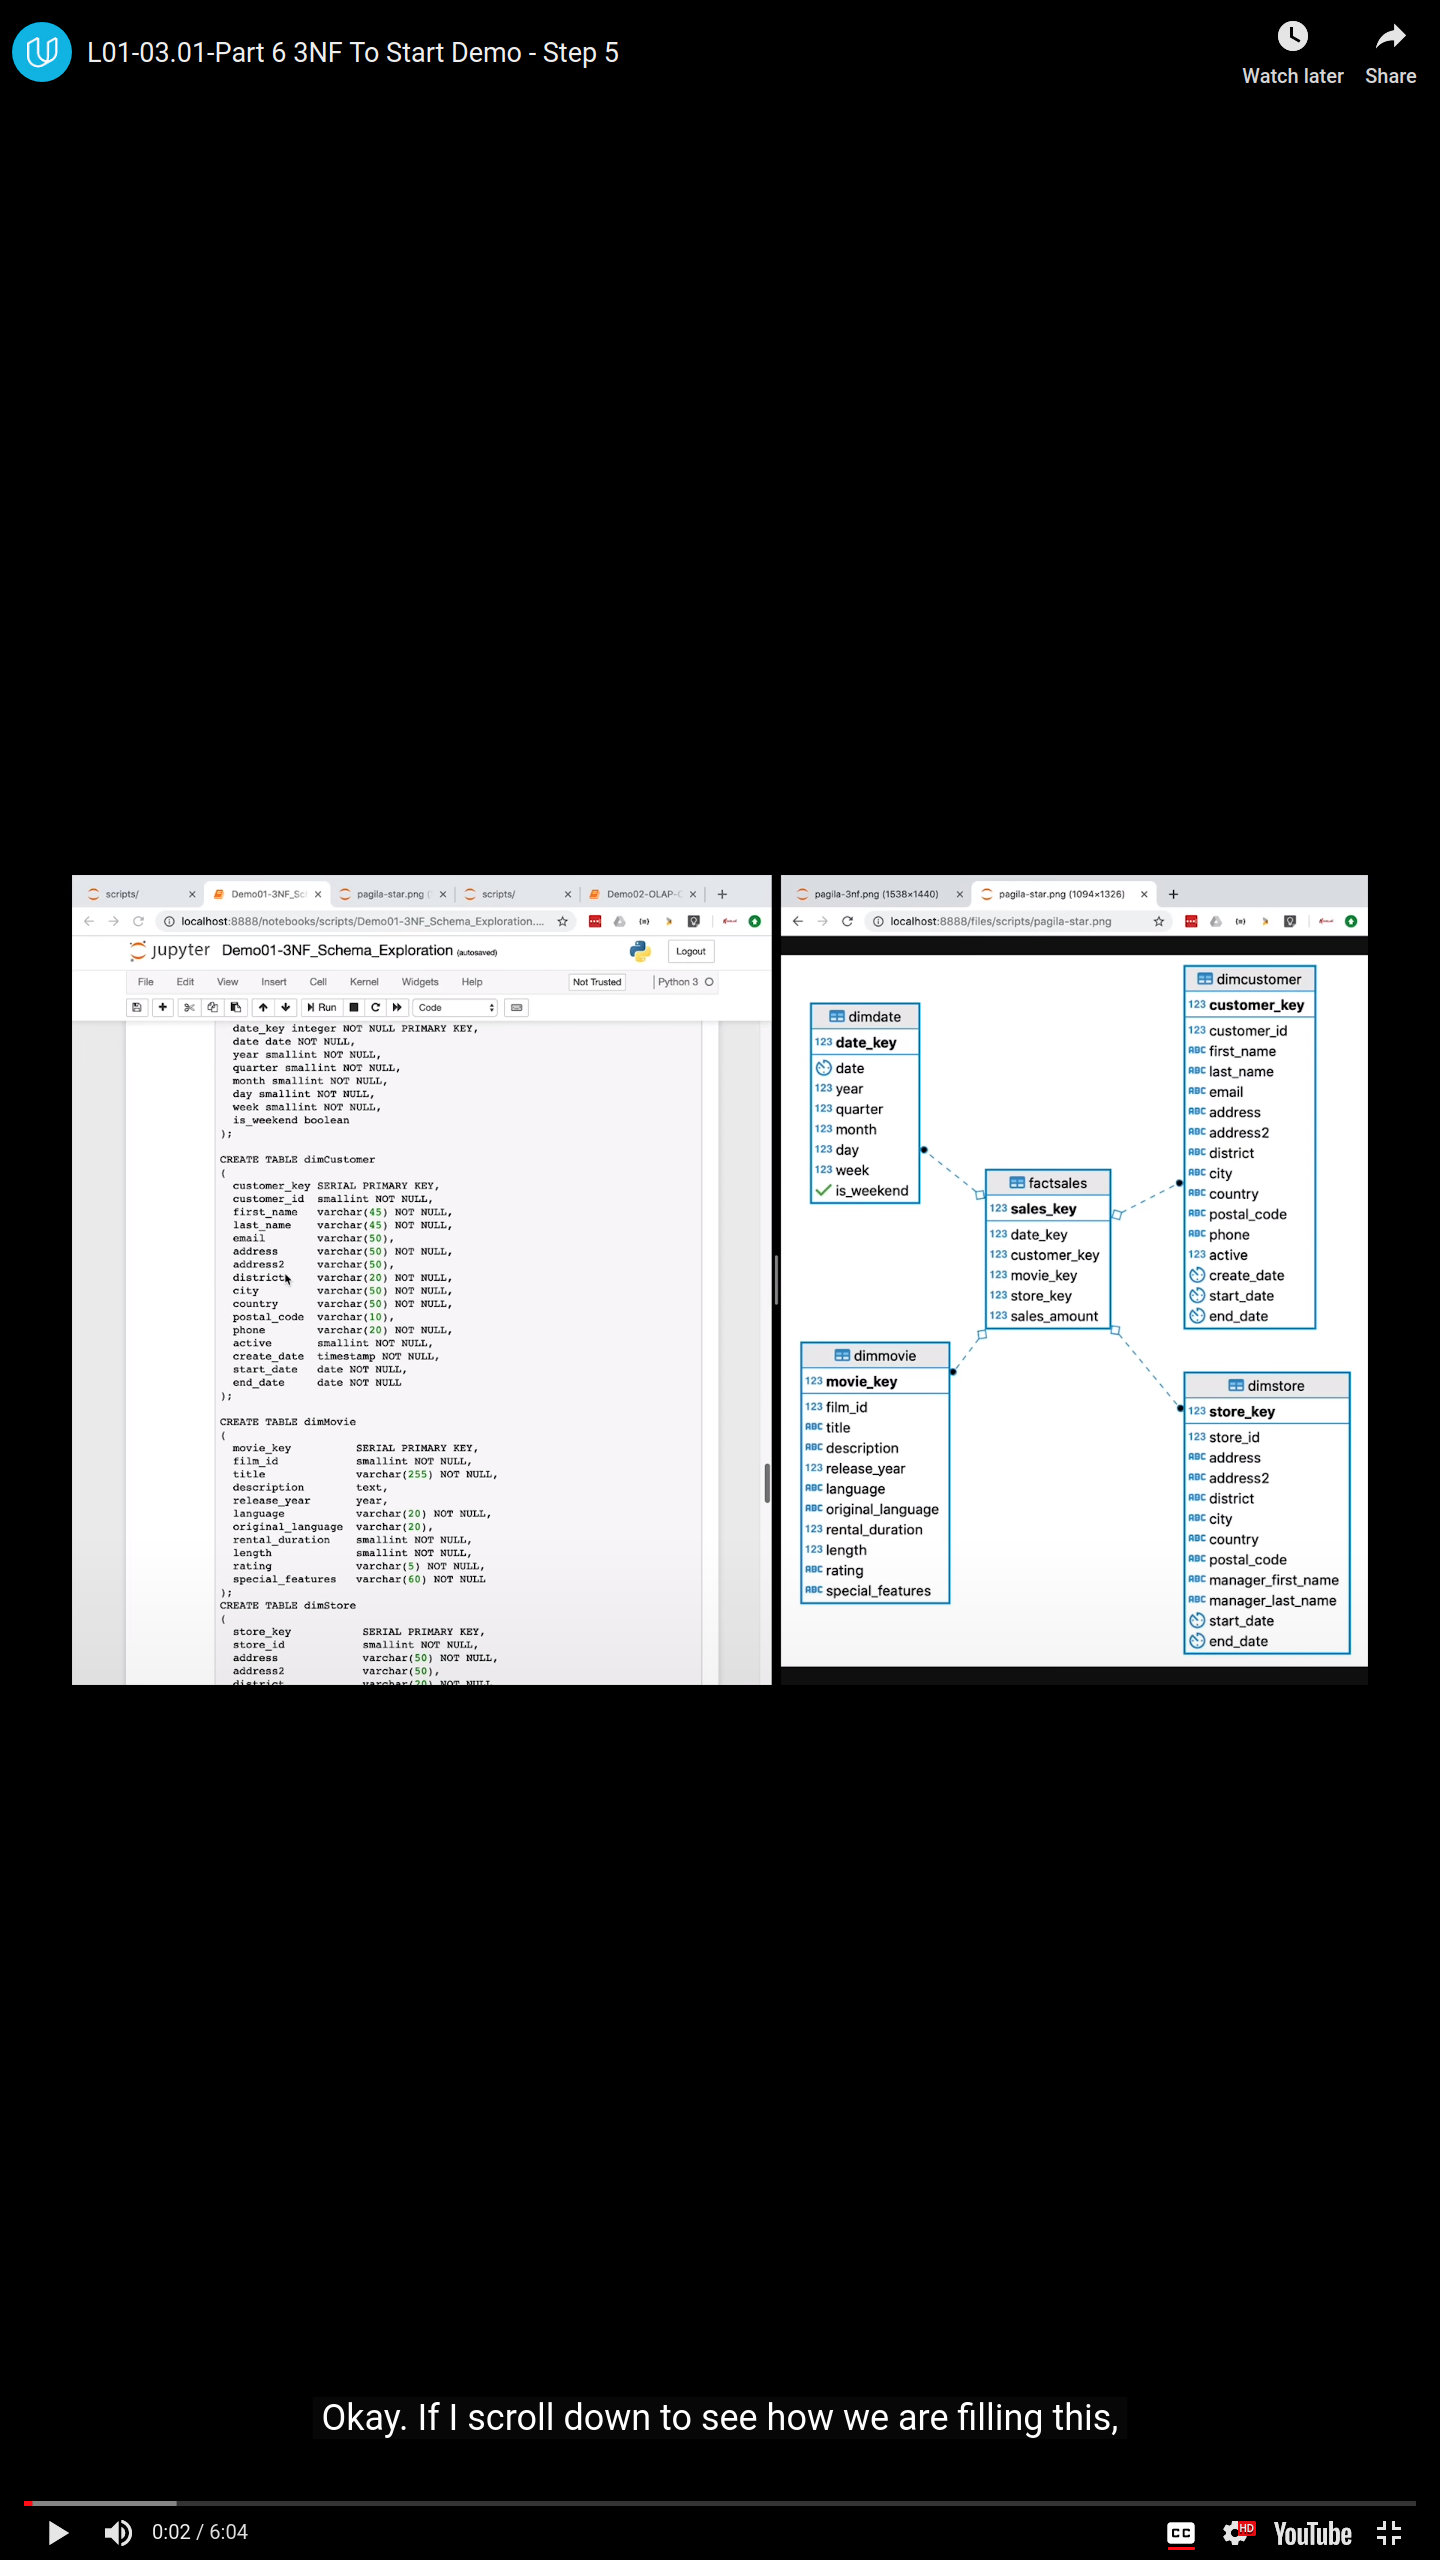 L01-03.01-Part 6 3NF To Start Demo - Step 5
Watch later
Share
scripts/
Demo01-3NF_Sc
pagila-star.png (
scripts/
Demo02-OLAP-C
localhost:8888/notebooks/scripts/Demo01-3NF_Schema_Exploration....
jupyter Demo01-3NF_Schema_Exploration (autosaved)
Logout
File Edit View Insert Cell Kernel Widgets Help
Not Trusted
Python 3
Run
Code
date_key integer NOT NULL PRIMARY KEY,
date date NOT NULL,
year smallint NOT NULL,
quarter smallint NOT NULL,
month smallint NOT NULL,
day smallint NOT NULL,
week smallint NOT NULL,
is_weekend boolean
);
CREATE TABLE dimCustomer
(
customer_key SERIAL PRIMARY KEY,
customer_id smallint NOT NULL,
first_name varchar(45) NOT NULL,
last_name varchar(45) NOT NULL,
email varchar(50),
address varchar(50) NOT NULL,
address2 varchar(50),
district varchar(20) NOT NULL,
city varchar(50) NOT NULL,
country varchar(50) NOT NULL,
postal_code varchar(10),
phone varchar(20) NOT NULL,
active smallint NOT NULL,
create_date timestamp NOT NULL,
start_date date NOT NULL,
end_date date NOT NULL
);
CREATE TABLE dimMovie
(
movie_key SERIAL PRIMARY KEY,
film_id smallint NOT NULL,
title varchar(255) NOT NULL,
description text,
release_year year,
language varchar(20) NOT NULL,
original_language varchar(20),
rental_duration smallint NOT NULL,
length smallint NOT NULL,
rating varchar(5) NOT NULL,
special_features varchar(60) NOT NULL
);
CREATE TABLE dimStore
(
store_key SERIAL PRIMARY KEY,
store_id smallint NOT NULL,
address varchar(50) NOT NULL,
address2 varchar(50),
district varchar(20) NOT NULL
pagila-3nf.png (1538×1440)
pagila-star.png (1094×1326)
localhost:8888/files/scripts/pagila-star.png
dimdate
123 date_key
date
123 year
123 quarter
123 month
123 day
123 week
is_weekend
factsales
123 sales_key
123 date_key
123 customer_key
123 movie_key
123 store_key
123 sales_amount
dimmovie
123 movie_key
123 film_id
ABC title
ABC description
123 release_year
ABC language
ABC original_language
123 rental_duration
123 length
ABC rating
ABC special_features
dimcustomer
123 customer_key
123 customer_id
ABC first_name
ABC last_name
ABC email
ABC address
ABC address2
ABC district
ABC city
ABC country
ABC postal_code
ABC phone
123 active
create_date
start_date
end_date
dimstore
123 store_key
123 store_id
ABC address
ABC address2
ABC district
ABC city
ABC country
ABC postal_code
ABC manager_first_name
ABC manager_last_name
start_date
end_date
Okay. If I scroll down to see how we are filling this,
0:02 / 6:04
CC
HD
YouTube